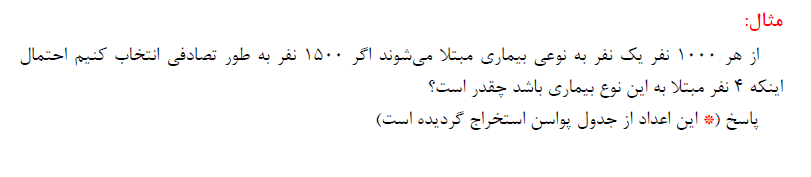 مثال:
از هر ۱۰۰۰ نفر یک نفر به نوعی بیماری مبتلا می‌شوند اگر ۱۵۰۰ نفر به طور تصادفی انتخاب کنیم احتمال
اینکه ۴ نفر مبتلا به این نوع بیماری باشد چقدر است؟
پاسخ (* این اعداد از جدول پواسن استخراج گردیده است)